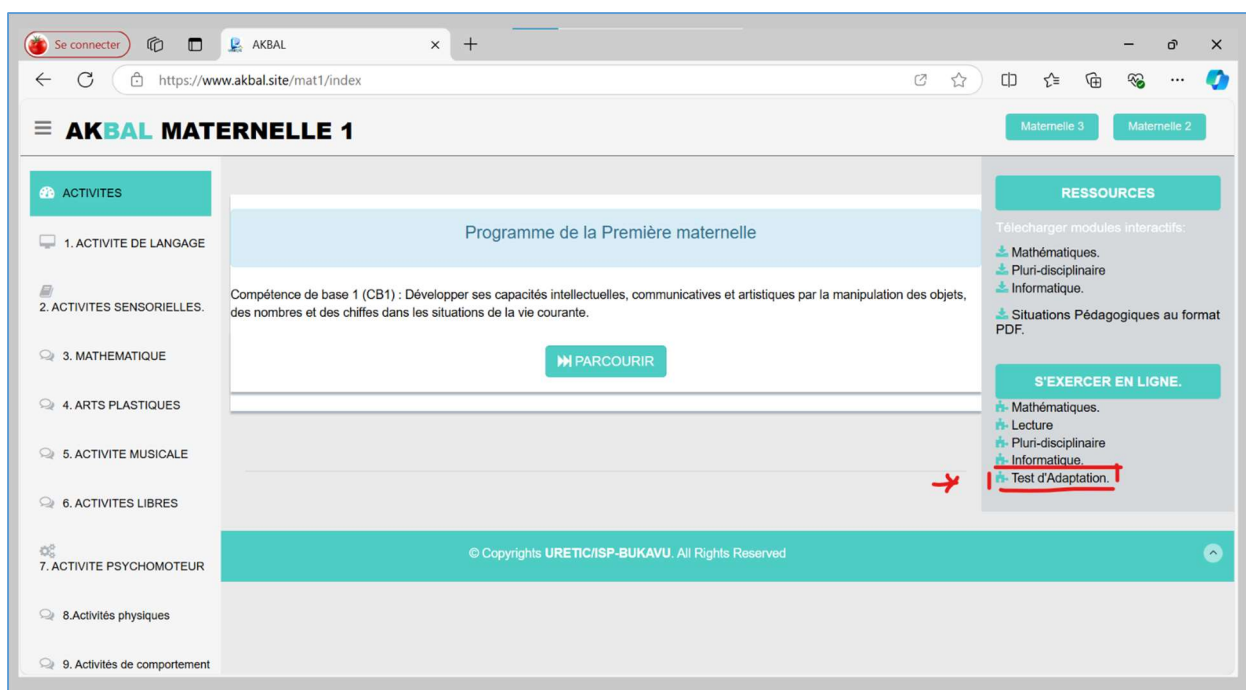 Se connecter
AKBAL
https://www.akbal.site/mat1/index
AKBAL MATERNELLE 1
Maternelle 3
Maternelle 2
ACTIVITES
1. ACTIVITE DE LANGAGE
2. ACTIVITES SENSORIELLES.
3. MATHEMATIQUE
4. ARTS PLASTIQUES
5. ACTIVITE MUSICALE
6. ACTIVITES LIBRES
7. ACTIVITE PSYCHOMOTEUR
8.Activités physiques
9. Activités de comportement
Programme de la Première maternelle
Compétence de base 1 (CB1) : Développer ses capacités intellectuelles, communicatives et artistiques par la manipulation des objets,
des nombres et des chiffes dans les situations de la vie courante.
PARCOURIR
RESSOURCES
Télecharger modules interactifs:
Mathématiques.
Pluri-disciplinaire
Informatique.
Situations Pédagogiques au format
PDF.
S'EXERCER EN LIGNE.
Mathématiques.
Lecture
Pluri-disciplinaire
Informatique.
Test d'Adaptation.
© Copyrights URETIC/ISP-BUKAVU. All Rights Reserved